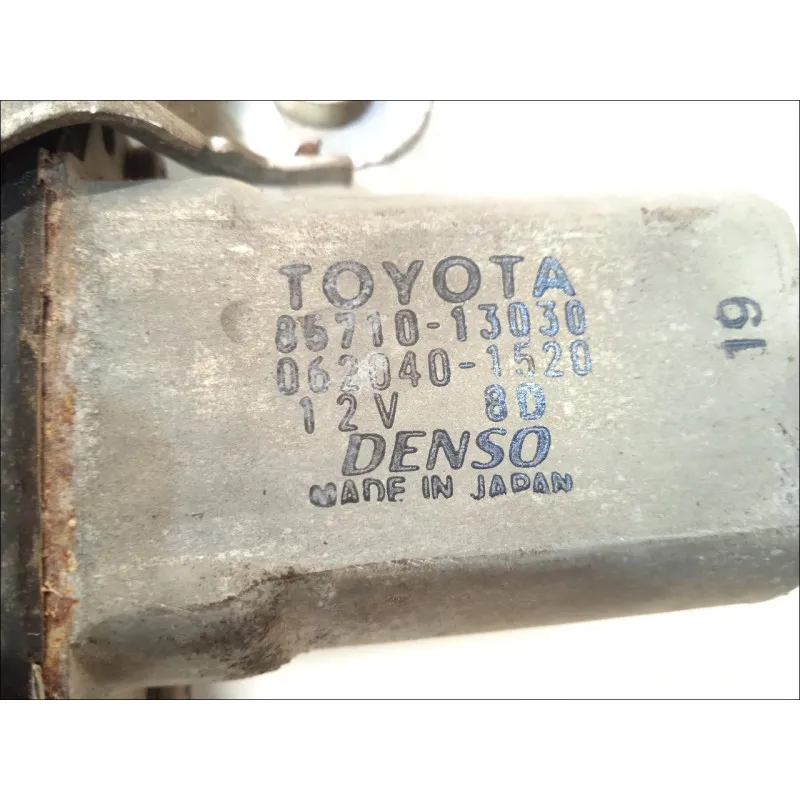 TOYOTA
85710-13030
062040-1520
12V 8D
DENSO
MADE IN JAPAN
19